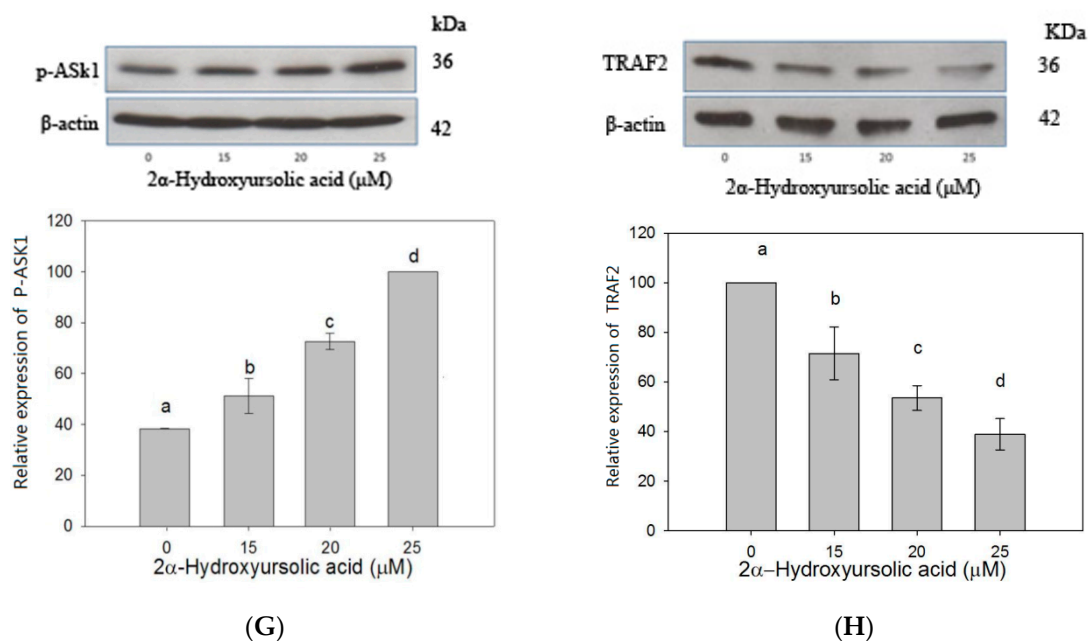 kDa
p-ASk1
36
β-actin
42
0 15 20 25
2α-Hydroxyursolic acid (μM)
KDa
TRAF2
36
β-actin
42
0 15 20 25
2α-Hydroxyursolic acid (μM)
Relative expression of P-ASK1
120
100
80
60
40
20
0
a
b
c
d
0 15 20 25
2α-Hydroxyursolic acid (μM)
(G)
Relative expression of TRAF2
120
100
80
60
40
20
0
a
b
c
d
0 15 20 25
2α–Hydroxyursolic acid (μM)
(H)